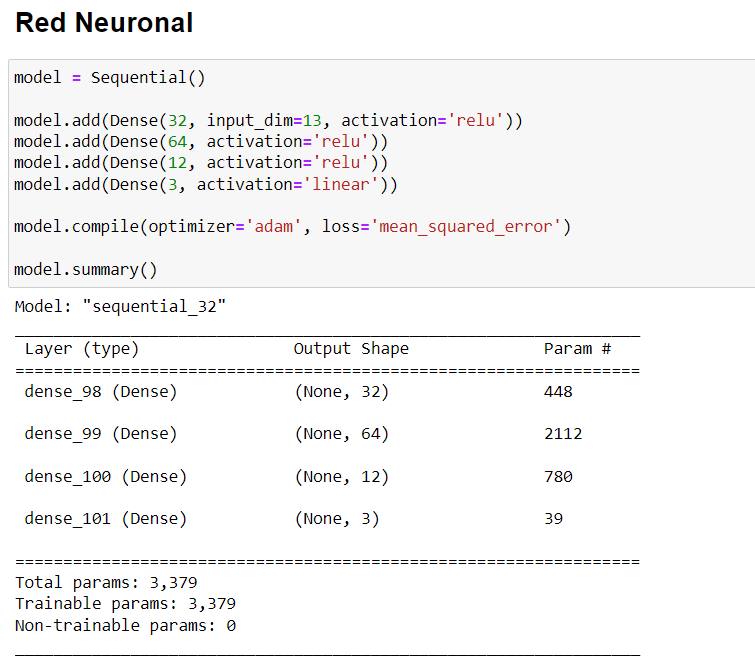 Red Neuronal
model = Sequential()
model.add(Dense(32, input_dim=13, activation='relu'))
model.add(Dense(64, activation='relu'))
model.add(Dense(12, activation='relu'))
model.add(Dense(3, activation='linear'))
model.compile(optimizer='adam', loss='mean_squared_error')
model.summary()
Model: "sequential_32"
_________________________________________________________________
Layer (type) Output Shape Param #
=================================================================
dense_98 (Dense) (None, 32) 448
dense_99 (Dense) (None, 64) 2112
dense_100 (Dense) (None, 12) 780
dense_101 (Dense) (None, 3) 39
=================================================================
Total params: 3,379
Trainable params: 3,379
Non-trainable params: 0
_________________________________________________________________